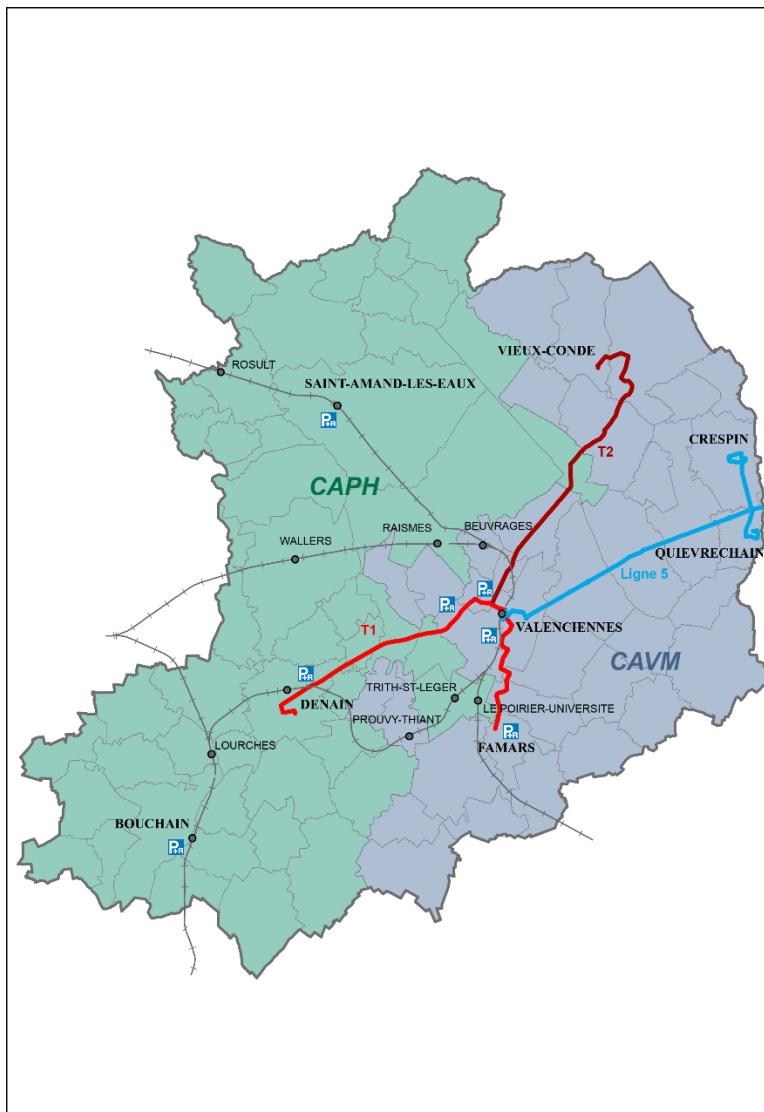 VIEUX-CONDE
ROSULT
SAINT-AMAND-LES-EAUX
P+R
CRESPIN
T2
CAPH
RAISMES
BEUVRAGES
WALLERS
QUIEVRECHAIN
Ligne 5
P+R
P+R
VALENCIENNES
T1
P+R
CAVM
P+R
TRITH-ST-LEGER
DENAIN
LE POIRIER-UNIVERSITE
PROUVY-THIANT
P+R
FAMARS
LOURCHES
BOUCHAIN
P+R